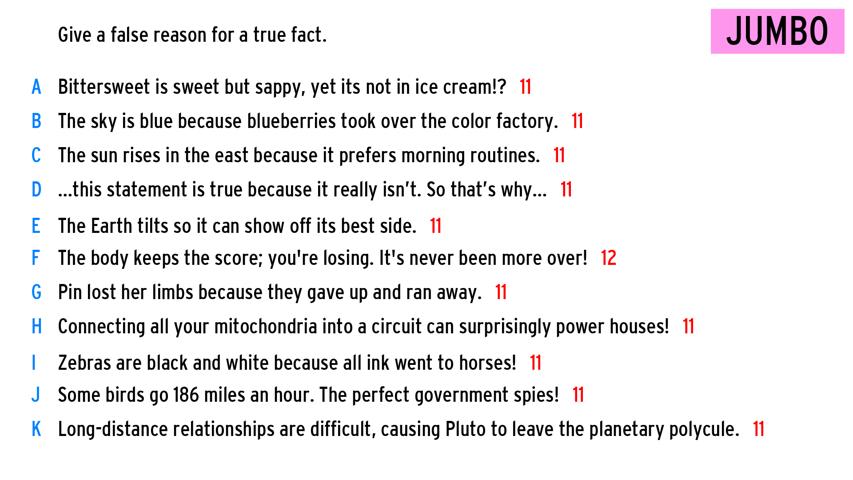 Give a false reason for a true fact.
JUMBO
A Bittersweet is sweet but sappy, yet its not in ice cream!? 11
B The sky is blue because blueberries took over the color factory. 11
C The sun rises in the east because it prefers morning routines. 11
D ...this statement is true because it really isn't. So that's why... 11
E The Earth tilts so it can show off its best side. 11
F The body keeps the score; you're losing. It's never been more over! 12
G Pin lost her limbs because they gave up and ran away. 11
H Connecting all your mitochondria into a circuit can surprisingly power houses! 11
I Zebras are black and white because all ink went to horses! 11
J Some birds go 186 miles an hour. The perfect government spies! 11
K Long-distance relationships are difficult, causing Pluto to leave the planetary polycule. 11